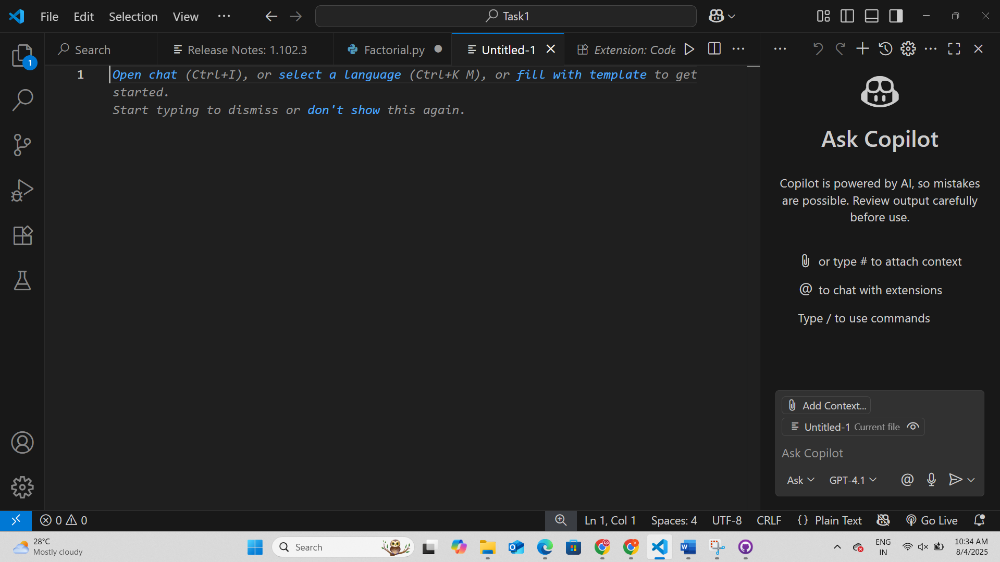 File Edit Selection View Task1
Search Release Notes: 1.102.3 Factorial.py Untitled-1 Extension: Code
1
1 Open chat (Ctrl+I), or select a language (Ctrl+K M), or fill with template to get
started.
Start typing to dismiss or don't show this again.
Ask Copilot
Copilot is powered by AI, so mistakes
are possible. Review output carefully
before use.
or type # to attach context
@ to chat with extensions
Type / to use commands
Add Context...
Untitled-1 Current file
Ask Copilot
Ask GPT-4.1 @
0 0 Ln 1, Col 1 Spaces: 4 UTF-8 CRLF {} Plain Text Go Live
28°C
Mostly cloudy
Search
ENG
IN
10:34 AM
8/4/2025